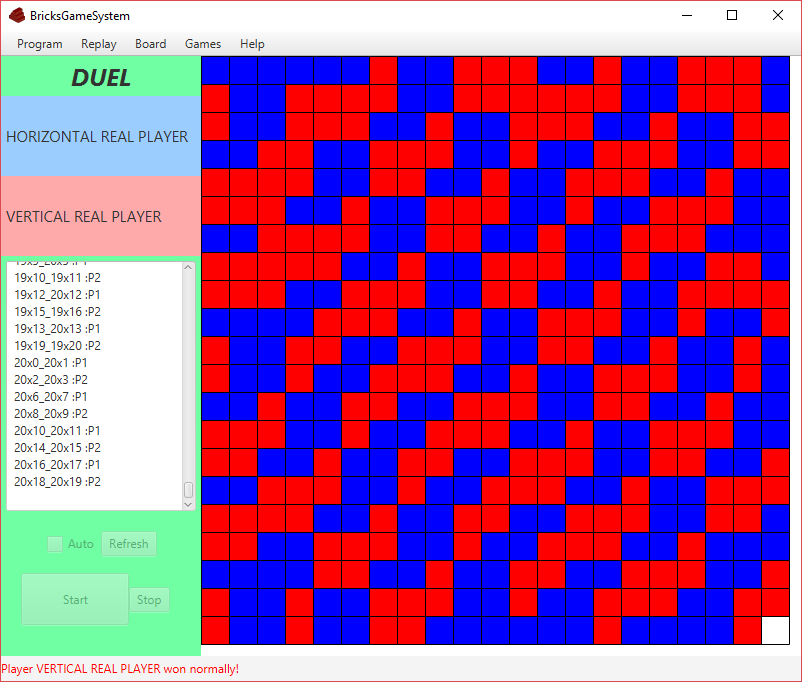 BricksGameSystem
Program Replay Board Games Help
DUEL
HORIZONTAL REAL PLAYER
VERTICAL REAL PLAYER
19x10_19x11 :P2
19x12_20x12 :P1
19x15_19x16 :P2
19x13_20x13 :P1
19x19_19x20 :P2
20x0_20x1 :P1
20x2_20x3 :P2
20x6_20x7 :P1
20x8_20x9 :P2
20x10_20x11 :P1
20x14_20x15 :P2
20x16_20x17 :P1
20x18_20x19 :P2
Auto Refresh
Start Stop
Player VERTICAL REAL PLAYER won normally!